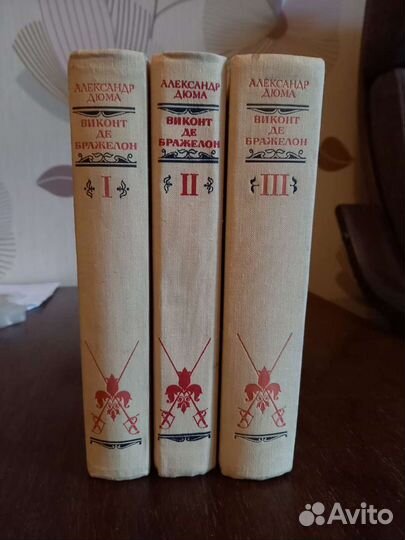 АЛЕКСАНДР
ДЮМА
ВИКОНТ
ДЕ
БРАЖЕЛОН
I
АЛЕКСАНДР
ДЮМА
ВИКОНТ
ДЕ
БРАЖЕЛОН
II
АЛЕКСАНДР
ДЮМА
ВИКОНТ
ДЕ
БРАЖЕЛОН
III
Avito